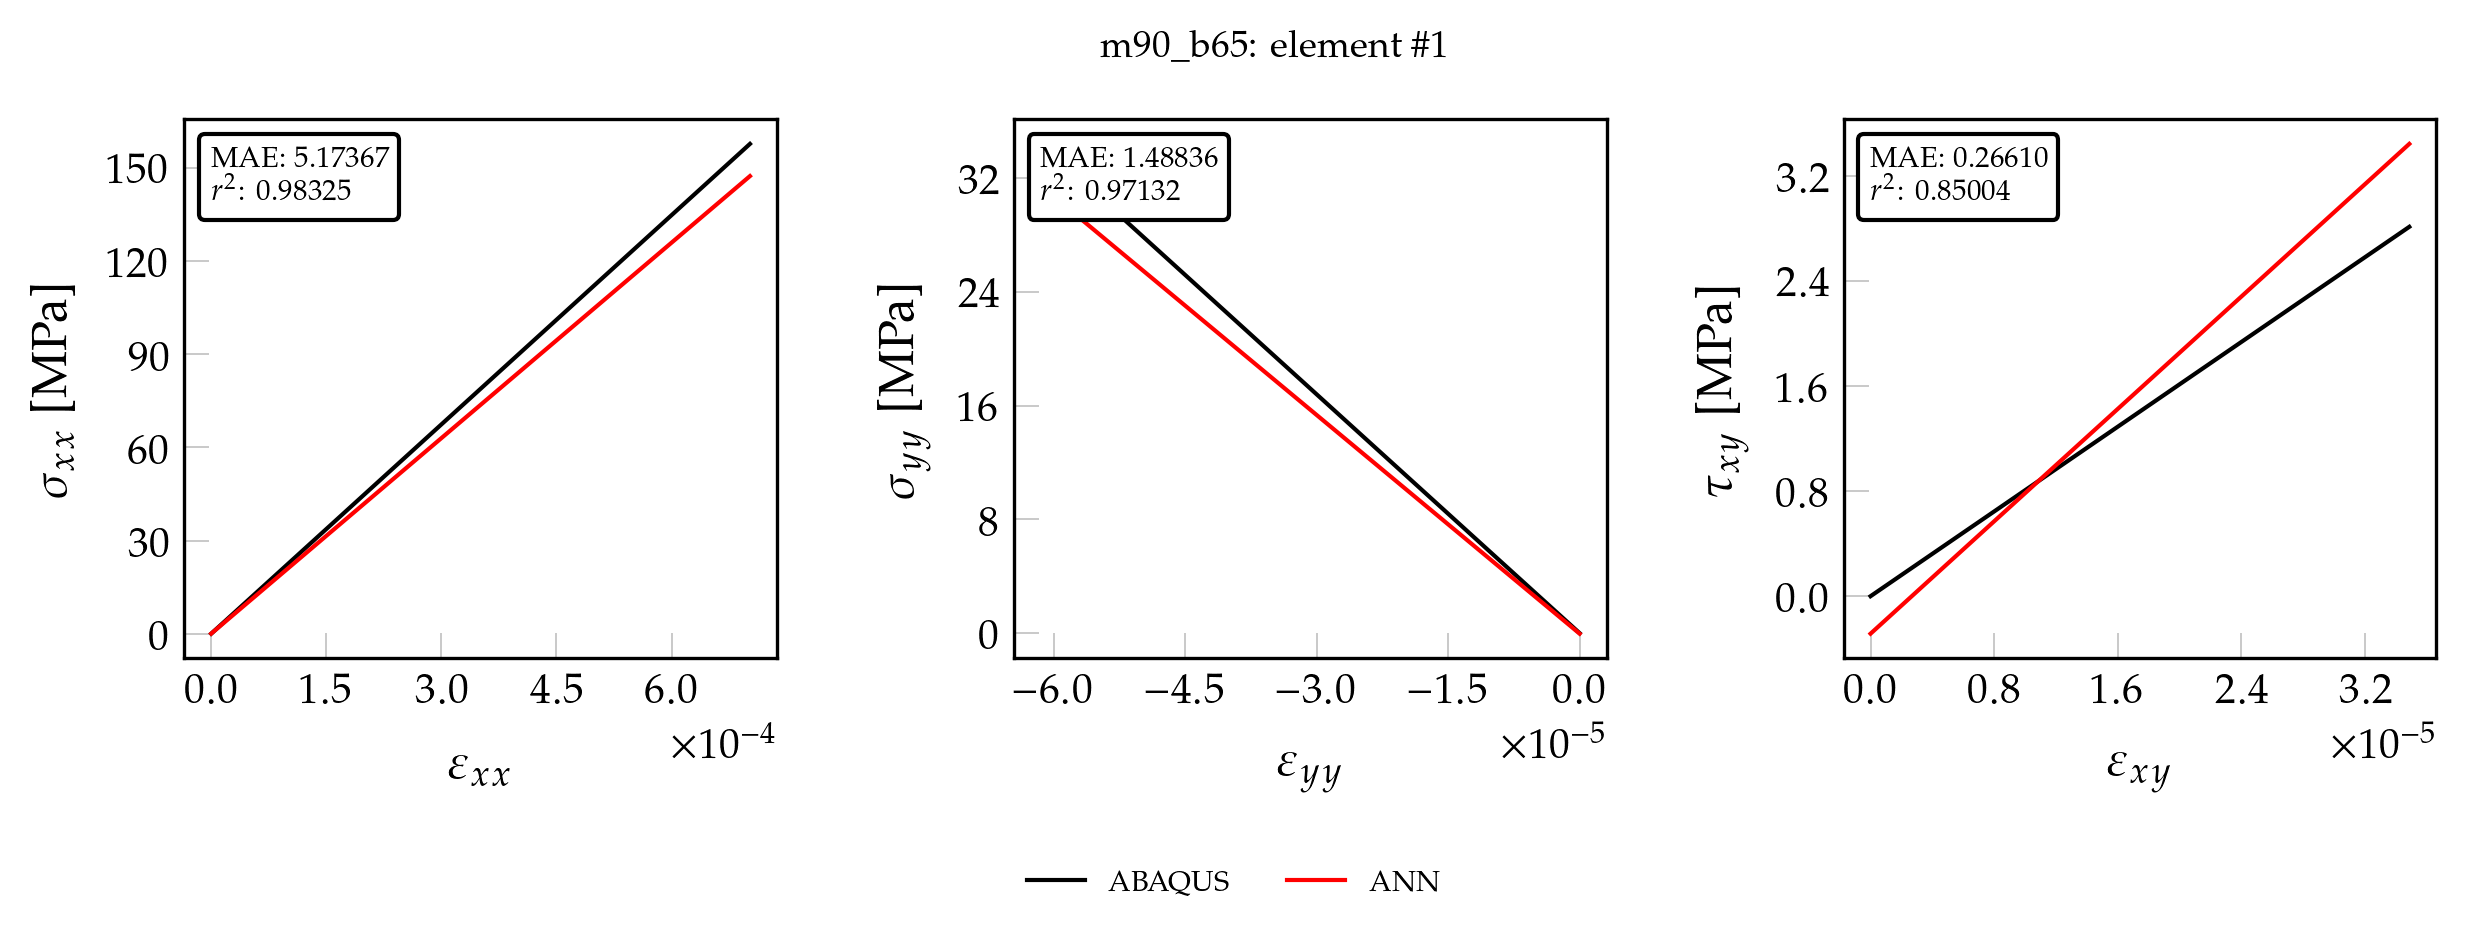 m90_b65: element #1
MAE: 5.17367
r²: 0.98325
150
120
90
60
30
0
σxx [MPa]
0.0 1.5 3.0 4.5 6.0
×10⁻⁴
εxx
MAE: 1.48836
r²: 0.97132
32
24
16
8
0
σyy [MPa]
−6.0 −4.5 −3.0 −1.5 0.0
×10⁻⁵
εyy
MAE: 0.26610
r²: 0.85004
3.2
2.4
1.6
0.8
0.0
τxy [MPa]
0.0 0.8 1.6 2.4 3.2
×10⁻⁵
εxy
ABAQUS ANN